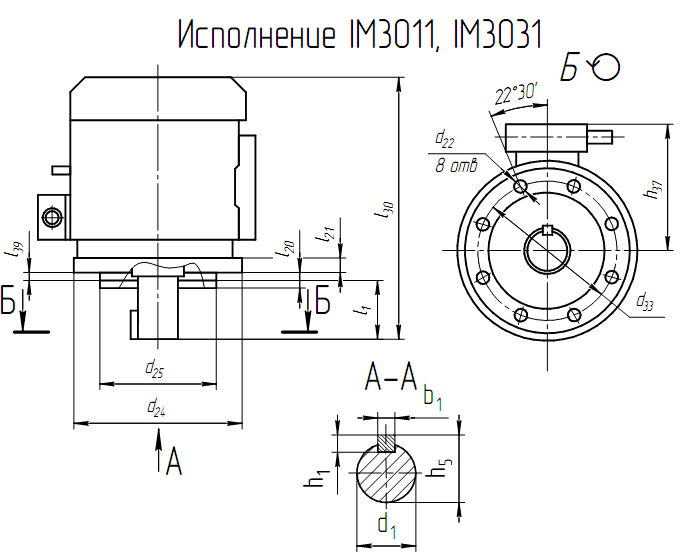 Исполнение IM3011, IM3031
Б
22°30'
d22
8 отв
h37
l39
l20
l21
l30
Б
Б
l1
d33
d25
d24
А
А-А
b1
h1
h5
d1